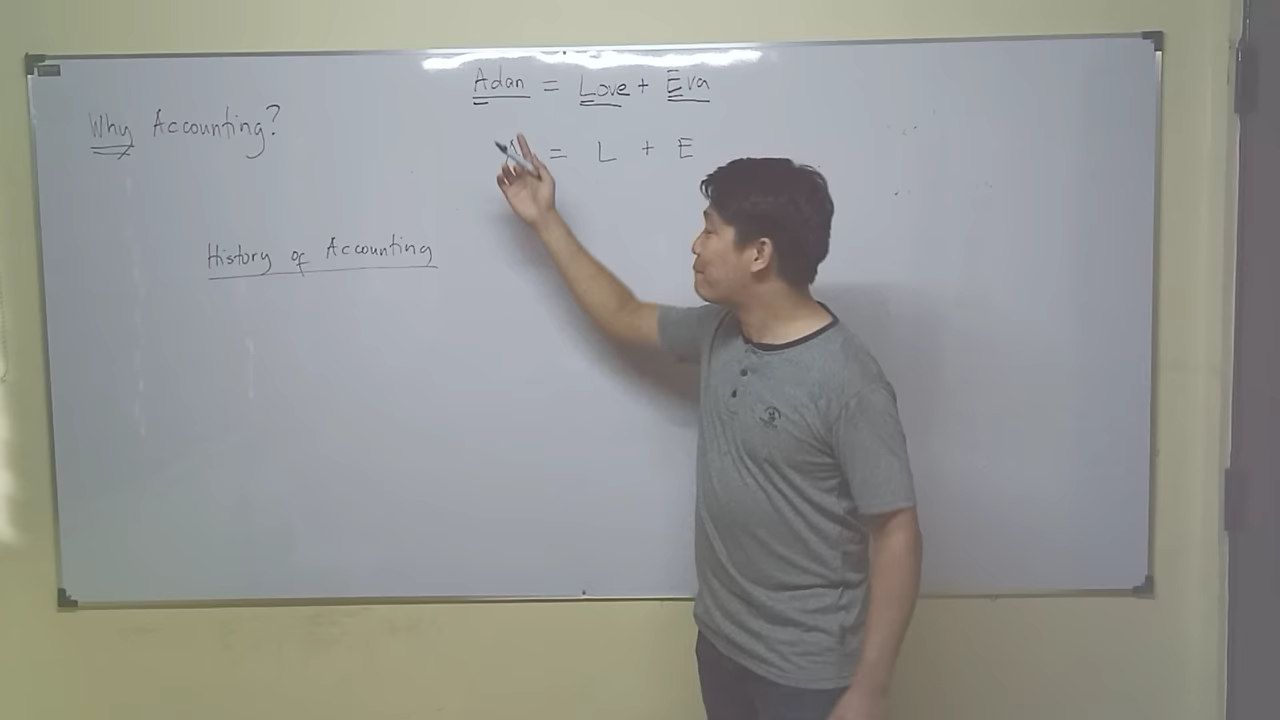 Adan = Love + Eva
Why Accounting?
= L + E
History of Accounting